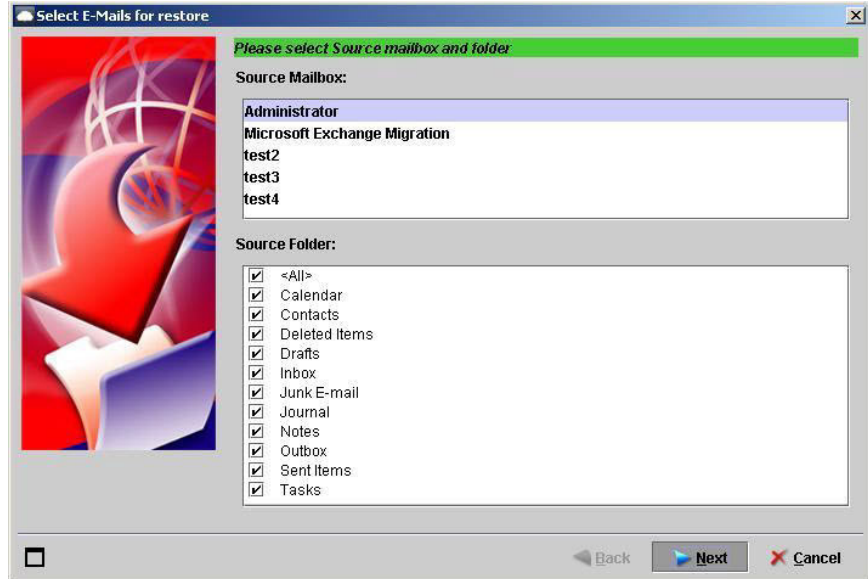 Select E-Mails for restore
Please select Source mailbox and folder
Source Mailbox:
Administrator
Microsoft Exchange Migration
test2
test3
test4
Source Folder:
<All>
Calendar
Contacts
Deleted Items
Drafts
Inbox
Junk E-mail
Journal
Notes
Outbox
Sent Items
Tasks
Back Next Cancel